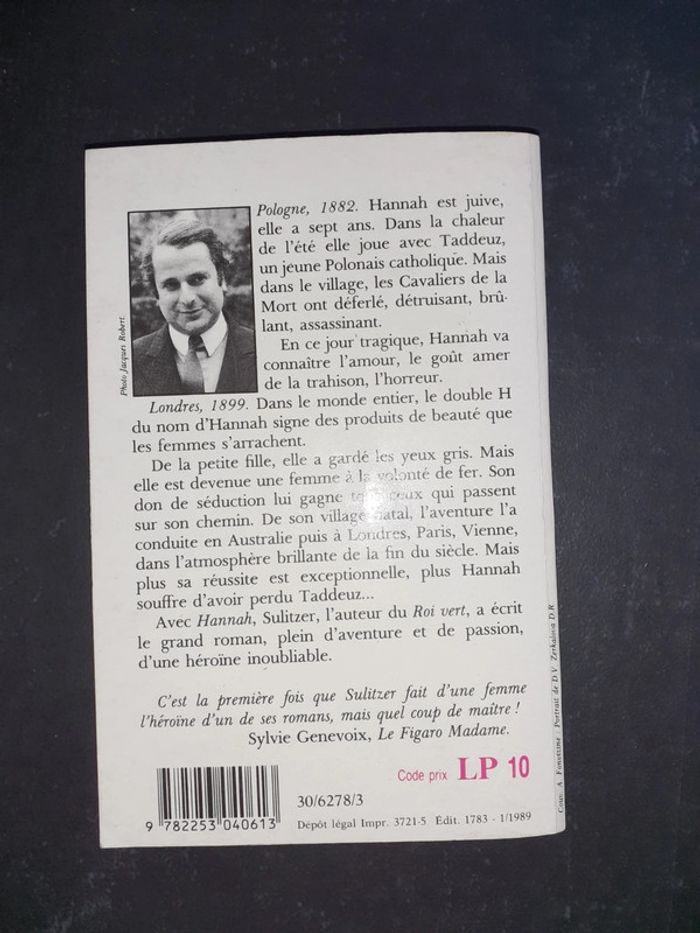 Pologne, 1882. Hannah est juive,
elle a sept ans. Dans la chaleur
de l'été elle joue avec Taddeuz,
un jeune Polonais catholique. Mais
dans le village, les Cavaliers de la
Mort ont déferlé, détruisant, brû-
lant, assassinant.
En ce jour tragique, Hannah va
connaître l'amour, le goût amer
de la trahison, l'horreur.
Photo Jacques Robert.
Londres, 1899. Dans le monde entier, le double H
du nom d'Hannah signe des produits de beauté que
les femmes s'arrachent.
De la petite fille, elle a gardé les yeux gris. Mais
elle est devenue une femme à la volonté de fer. Son
don de séduction lui gagne tous ceux qui passent
sur son chemin. De son village natal, l'aventure l'a
conduite en Australie puis à Londres, Paris, Vienne,
dans l'atmosphère brillante de la fin du siècle. Mais
plus sa réussite est exceptionnelle, plus Hannah
souffre d'avoir perdu Taddeuz...
Avec Hannah, Sulitzer, l'auteur du Roi vert, a écrit
le grand roman, plein d'aventure et de passion,
d'une héroïne inoubliable.
C'est la première fois que Sulitzer fait d'une femme
l'héroïne d'un de ses romans, mais quel coup de maître !
Sylvie Genevoix, Le Figaro Madame.
Code prix LP 10
30/6278/3
9 782253 040613
Dépôt légal Impr. 3721-5. Édit. 1783 - 1/1989
Couv. A. : Portrait de D.V. D.R.